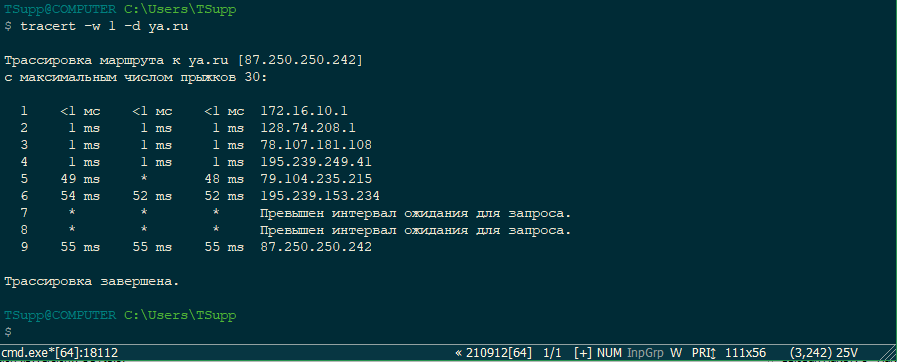 TSupp@COMPUTER C:\Users\TSupp
$ tracert -w 1 -d ya.ru
Трассировка маршрута к ya.ru [87.250.250.242]
с максимальным числом прыжков 30:
1 <1 мс <1 мс <1 мс 172.16.10.1
2 1 ms 1 ms 1 ms 128.74.208.1
3 1 ms 1 ms 1 ms 78.107.181.108
4 1 ms 1 ms 1 ms 195.239.249.41
5 49 ms * 48 ms 79.104.235.215
6 54 ms 52 ms 52 ms 195.239.153.234
7 * * * Превышен интервал ожидания для запроса.
8 * * * Превышен интервал ожидания для запроса.
9 55 ms 55 ms 55 ms 87.250.250.242
Трассировка завершена.
TSupp@COMPUTER C:\Users\TSupp
$
cmd.exe*[64]:18112 « 210912[64] 1/1 [+] NUM InpGrp W PRI↕ 111x56 (3,242) 25V